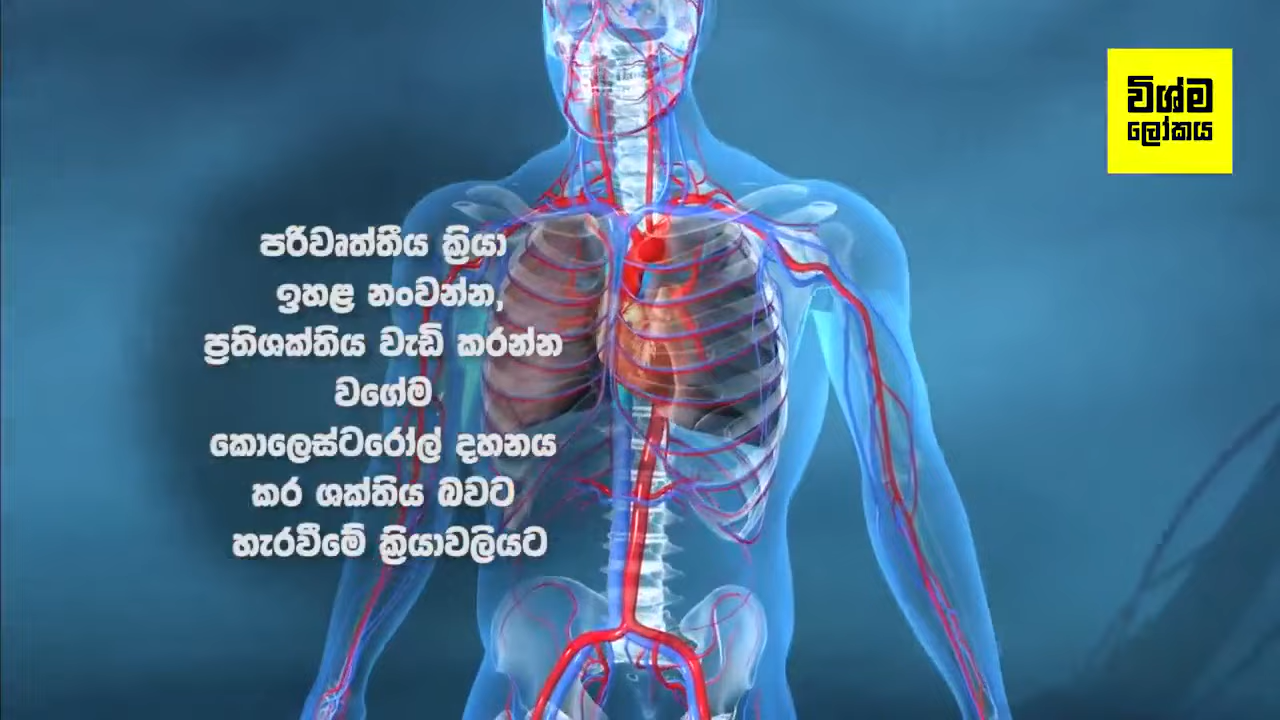 විශ්ම
ලෝකය
පරිවෘත්තීය ක්‍රියා
ඉහළ නංවන්න,
ප්‍රතිශක්තිය වැඩි කරන්න
වගේම
කොලෙස්ටරෝල් දහනය
කර ශක්තිය බවට
හැරවීමේ ක්‍රියාවලියට